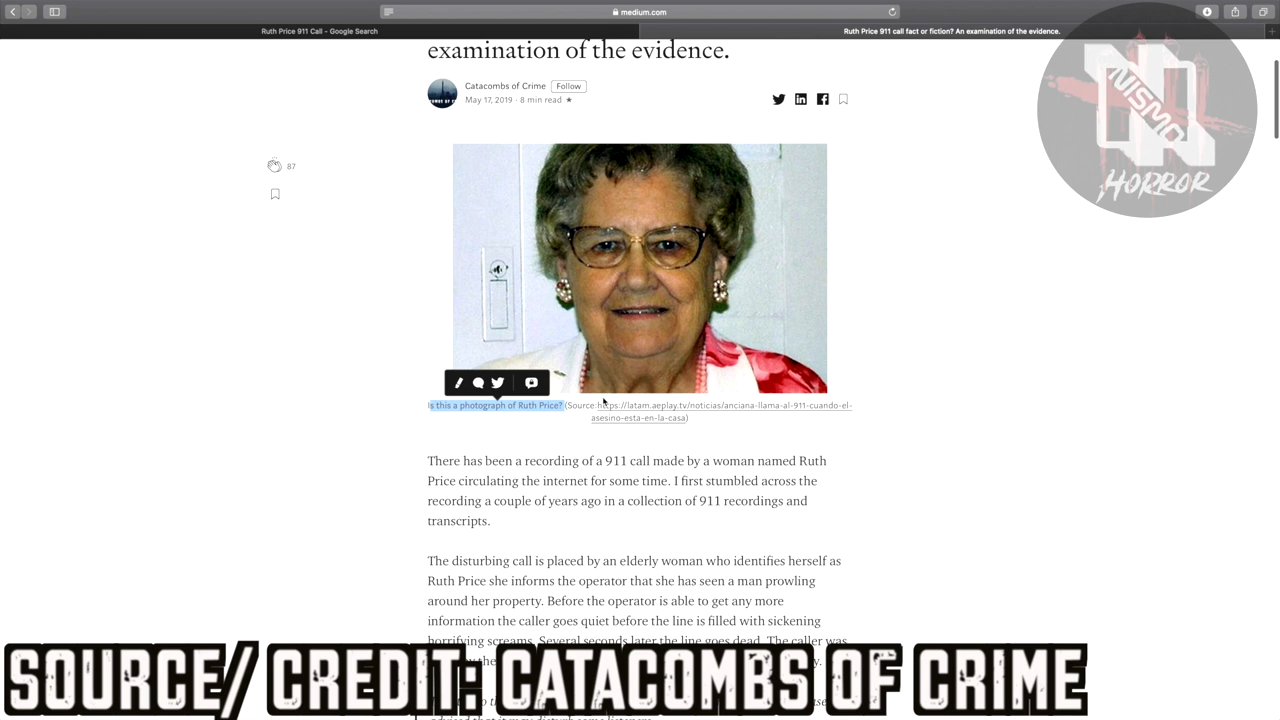 medium.com
Ruth Price 911 Call - Google Search
Ruth Price 911 call fact or fiction? An examination of the evidence.
examination of the evidence.
Catacombs of Crime Follow
May 17, 2019 · 8 min read ★
87
NISMO
HORROR
Is this a photograph of Ruth Price? (Source:https://latam.aeplay.tv/noticias/anciana-llama-al-911-cuando-el-
asesino-esta-en-la-casa)
There has been a recording of a 911 call made by a woman named Ruth
Price circulating the internet for some time. I first stumbled across the
recording a couple of years ago in a collection of 911 recordings and
transcripts.
The disturbing call is placed by an elderly woman who identifies herself as
Ruth Price she informs the operator that she has seen a man prowling
around her property. Before the operator is able to get any more
information the caller goes quiet before the line is filled with sickening
horrifying screams. Several seconds later the line goes dead. The caller was
SOURCE/ CREDIT: CATACOMBS OF CRIME